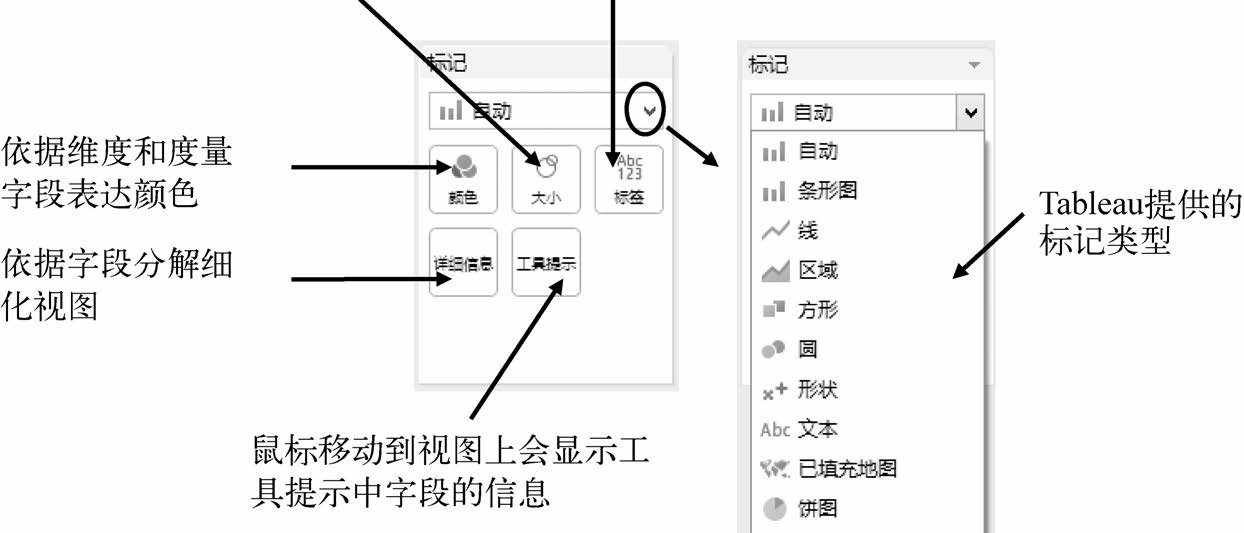 标记
自动
颜色
大小
Abc
123
标签
详细信息
工具提示
依据维度和度量
字段表达颜色
依据字段分解细
化视图
鼠标移动到视图上会显示工
具提示中字段的信息
标记
自动
自动
条形图
线
区域
方形
圆
形状
Abc 文本
已填充地图
饼图
Tableau提供的
标记类型